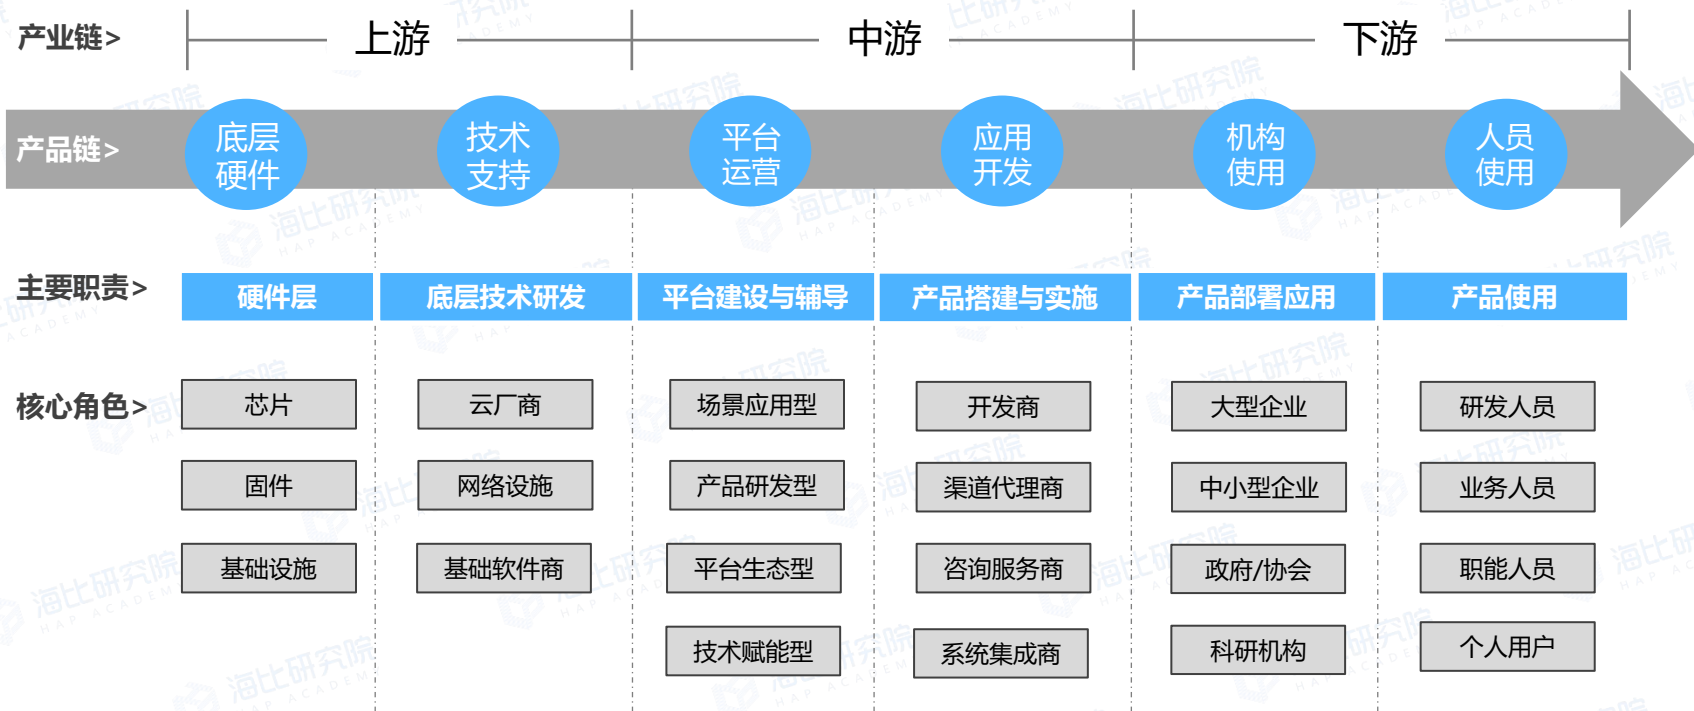 产业链>
上游
中游
下游
产品链>
底层
硬件
技术
支持
平台
运营
应用
开发
机构
使用
人员
使用
主要职责>
硬件层
底层技术研发
平台建设与辅导
产品搭建与实施
产品部署应用
产品使用
核心角色>
芯片
云厂商
场景应用型
开发商
大型企业
研发人员
固件
网络设施
产品研发型
渠道代理商
中小型企业
业务人员
基础设施
基础软件商
平台生态型
咨询服务商
政府/协会
职能人员
技术赋能型
系统集成商
科研机构
个人用户
海比研究院
HAP ACADEMY